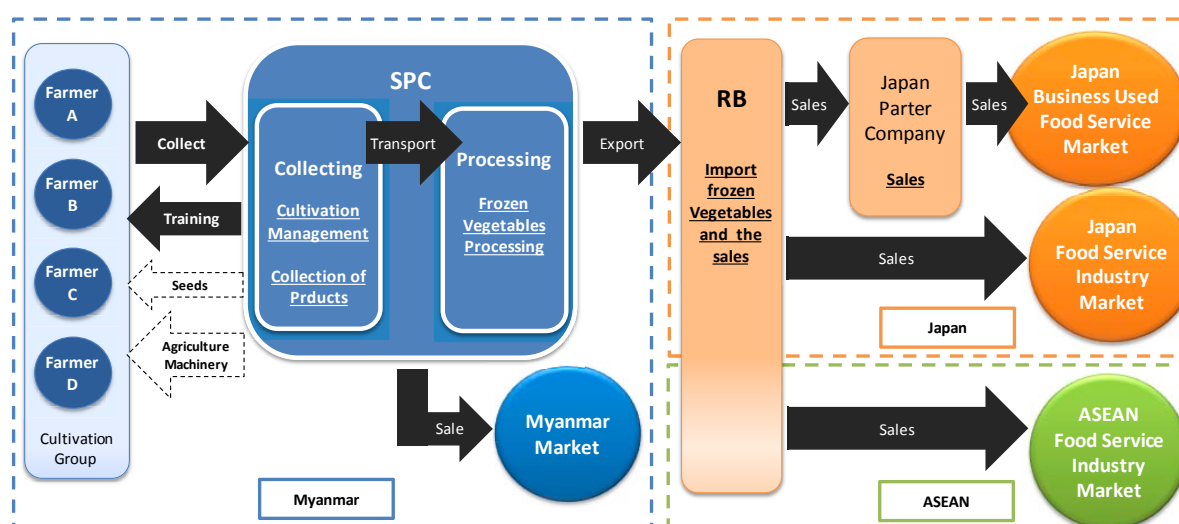 Farmer
A
Farmer
B
Farmer
C
Farmer
D
Cultivation
Group
Collect
Training
Seeds
Agriculture
Machinery
SPC
Collecting
Cultivation
Management
Collection of
Prducts
Transport
Processing
Frozen
Vegetables
Processing
Sale
Myanmar
Market
Myanmar
Export
RB
Import
frozen
Vegetables
and the
sales
Sales
Japan
Parter
Company
Sales
Sales
Japan
Business Used
Food Service
Market
Sales
Japan
Food Service
Industry
Market
Japan
Sales
ASEAN
Food Service
Industry
Market
ASEAN